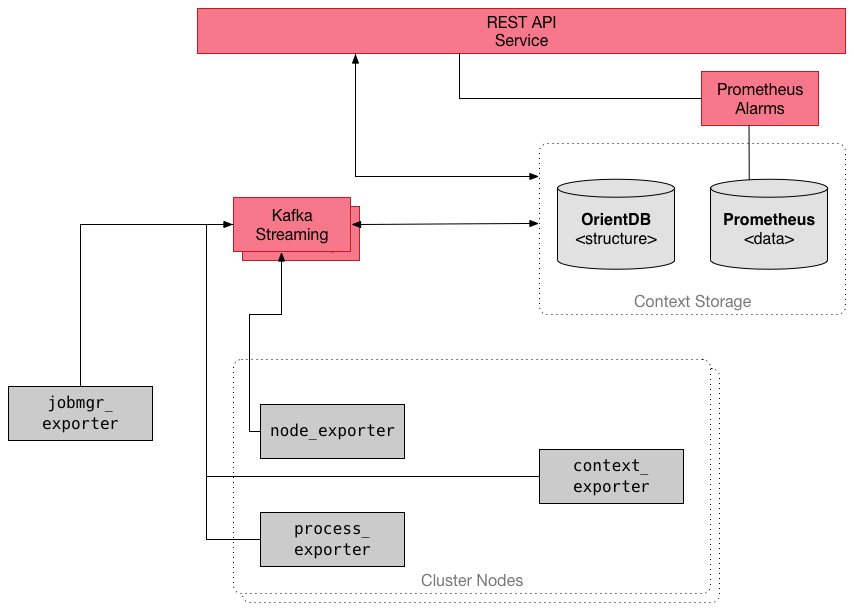 REST API
Service
Prometheus
Alarms
Kafka
Streaming
OrientDB
<structure>
Prometheus
<data>
Context Storage
jobmgr_
exporter
node_exporter
context_
exporter
process_
exporter
Cluster Nodes